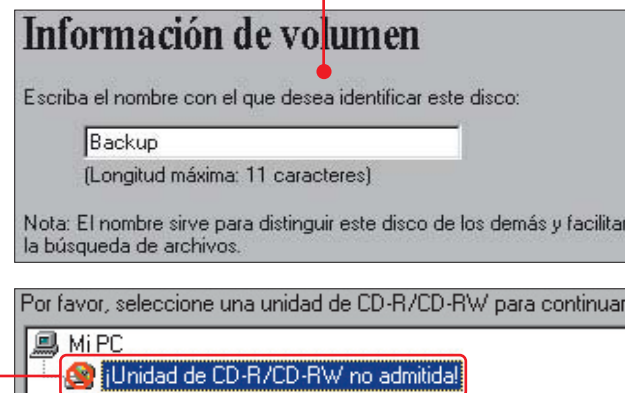 Información de volumen
Escriba el nombre con el que desea identificar este disco:
Backup
(Longitud máxima: 11 caracteres)
Nota: El nombre sirve para distinguir este disco de los demás y facilitar
la búsqueda de archivos.
Por favor, seleccione una unidad de CD-R/CD-RW para continuar
Mi PC
¡Unidad de CD-R/CD-RW no admitida!